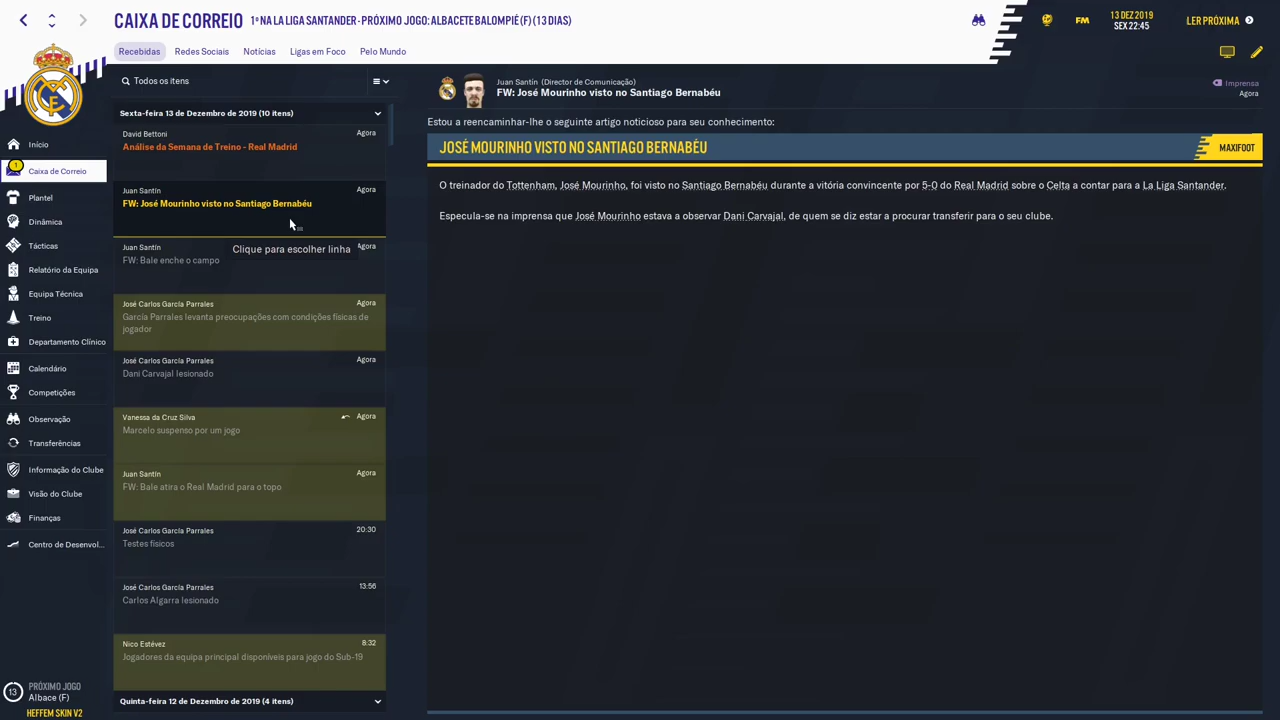 CAIXA DE CORREIO
1º NA LA LIGA SANTANDER - PRÓXIMO JOGO: ALBACETE BALOMPIÉ (F) (13 DIAS)
FM
13 DEZ 2019
SEX 22:45
LER PRÓXIMA
Recebidas
Redes Sociais
Notícias
Ligas em Foco
Pelo Mundo
Início
1
Caixa de Correio
Plantel
Dinâmica
Tácticas
Relatório da Equipa
Equipa Técnica
Treino
Departamento Clínico
Calendário
Competições
Observação
Transferências
Informação do Clube
Visão do Clube
Finanças
Centro de Desenvol...
13
PRÓXIMO JOGO
Albace (F)
HEFFEM SKIN V2
Todos os itens
Sexta-feira 13 de Dezembro de 2019 (10 itens)
David Bettoni Agora
Análise da Semana de Treino - Real Madrid
Juan Santín Agora
FW: José Mourinho visto no Santiago Bernabéu
Clique para escolher linha
Juan Santín Agora
FW: Bale enche o campo
José Carlos García Parrales Agora
García Parrales levanta preocupações com condições físicas de
jogador
José Carlos García Parrales Agora
Dani Carvajal lesionado
Vanessa da Cruz Silva Agora
Marcelo suspenso por um jogo
Juan Santín Agora
FW: Bale atira o Real Madrid para o topo
José Carlos García Parrales 20:30
Testes físicos
José Carlos García Parrales 13:56
Carlos Algarra lesionado
Nico Estévez 8:32
Jogadores da equipa principal disponíveis para jogo do Sub-19
Quinta-feira 12 de Dezembro de 2019 (4 itens)
Juan Santín (Director de Comunicação)
FW: José Mourinho visto no Santiago Bernabéu
Imprensa
Agora
Estou a reencaminhar-lhe o seguinte artigo noticioso para seu conhecimento:
JOSÉ MOURINHO VISTO NO SANTIAGO BERNABÉU
MAXIFOOT
O treinador do Tottenham, José Mourinho, foi visto no Santiago Bernabéu durante a vitória convincente por 5-0 do Real Madrid sobre o Celta a contar para a La Liga Santander.
Especula-se na imprensa que José Mourinho estava a observar Dani Carvajal, de quem se diz estar a procurar transferir para o seu clube.